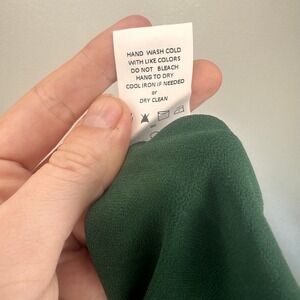 HAND WASH COLD
WITH LIKE COLORS
DO NOT BLEACH
HANG TO DRY
COOL IRON IF NEEDED
or
DRY CLEAN